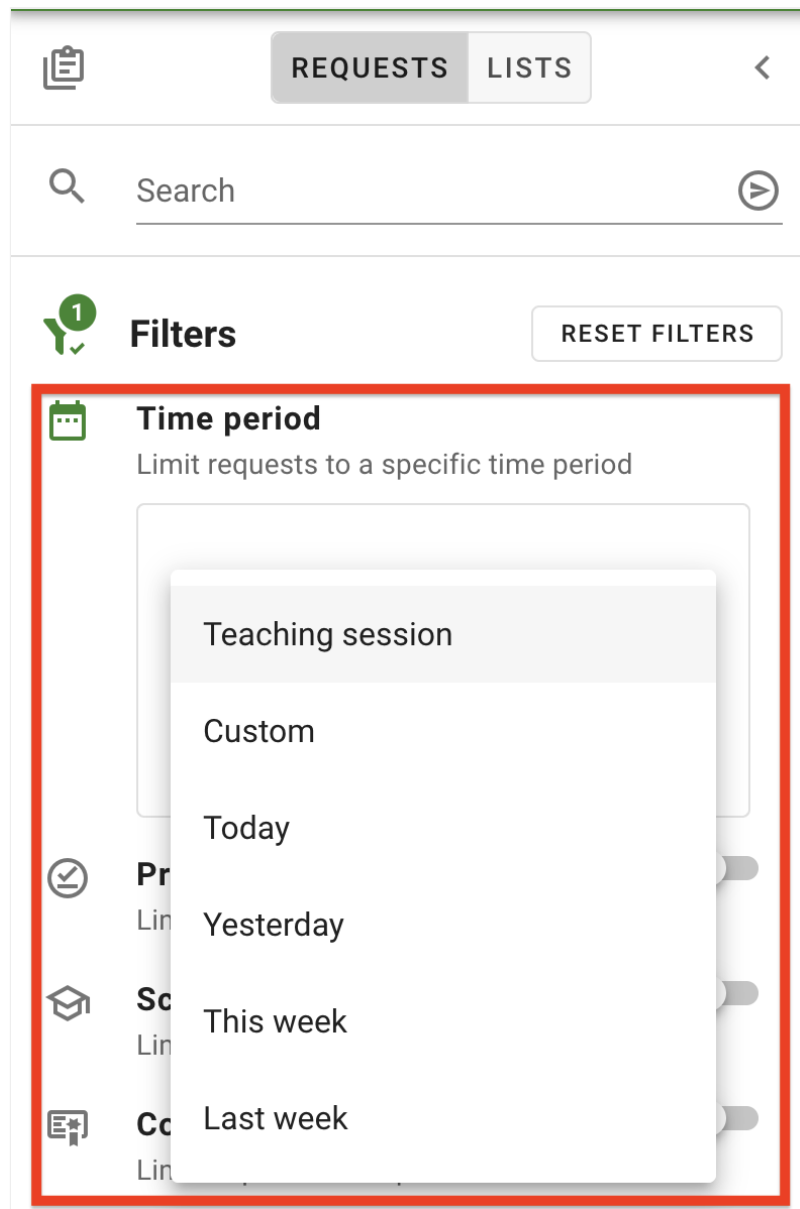 REQUESTS LISTS
Search
1
Filters
RESET FILTERS
Time period
Limit requests to a specific time period
Teaching session
Custom
Today
Yesterday
This week
Last week